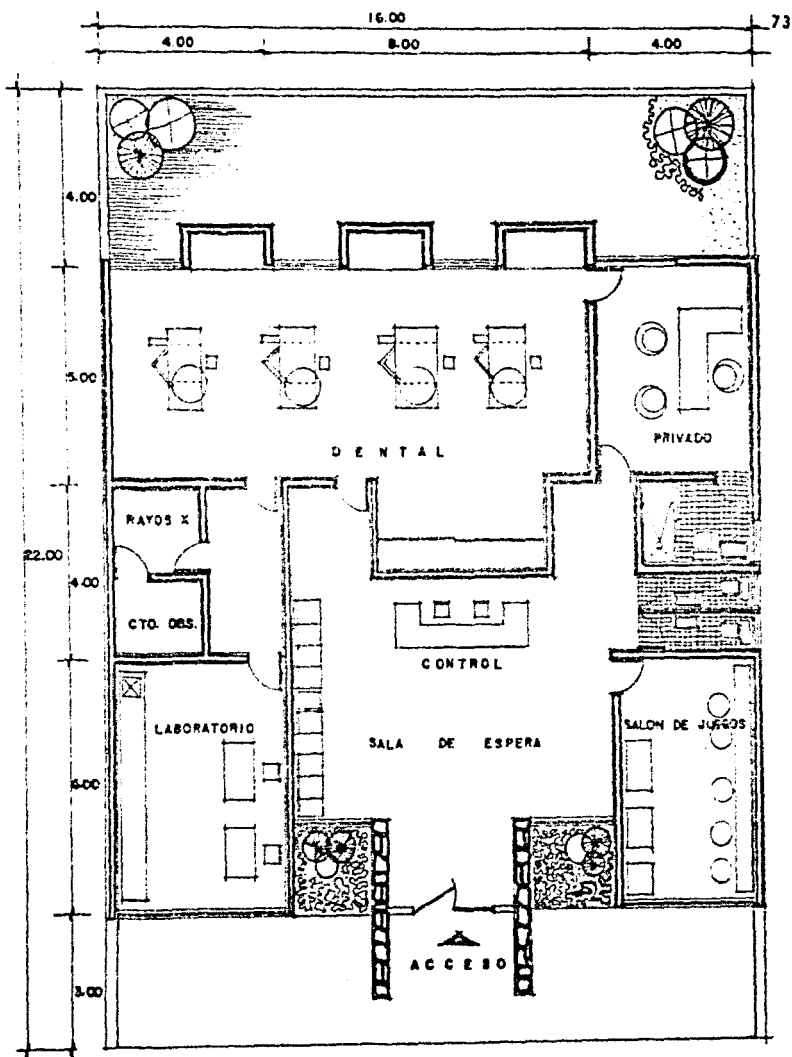 16.00
73
4.00 8.00 4.00
4.00
5.00
DENTAL
PRIVADO
RAYOS X
22.00
4.00
CTO. OBS.
CONTROL
LABORATORIO
SALON DE JUEGOS
SALA DE ESPERA
6.00
ACCESO
3.00